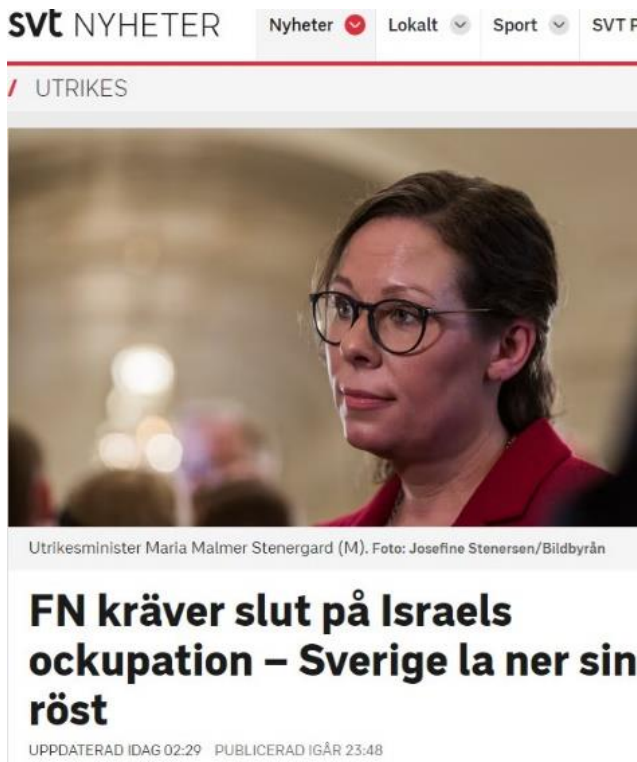 svt NYHETER
Nyheter Lokalt Sport SVT
/ UTRIKES
Utrikesminister Maria Malmer Stenergard (M). Foto: Josefine Stenersen/Bildbyrån
FN kräver slut på Israels
ockupation – Sverige la ner sin
röst
UPPDATERAD IDAG 02:29 PUBLICERAD IGÅR 23:48